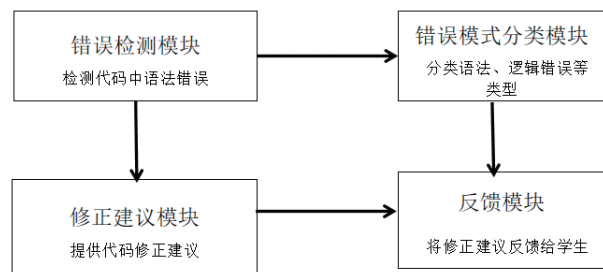 错误检测模块
检测代码中语法错误
错误模式分类模块
分类语法、逻辑错误等
类型
修正建议模块
提供代码修正建议
反馈模块
将修正建议反馈给学生